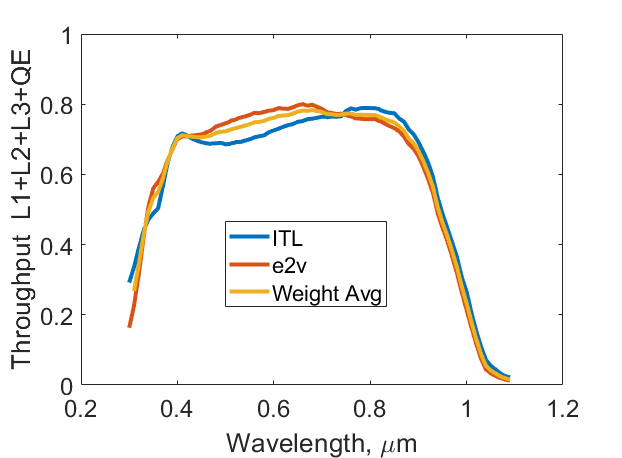 Throughput L1+L2+L3+QE
1
0.8
0.6
0.4
0.2
0
ITL
e2v
Weight Avg
0.2 0.4 0.6 0.8 1 1.2
Wavelength, μm